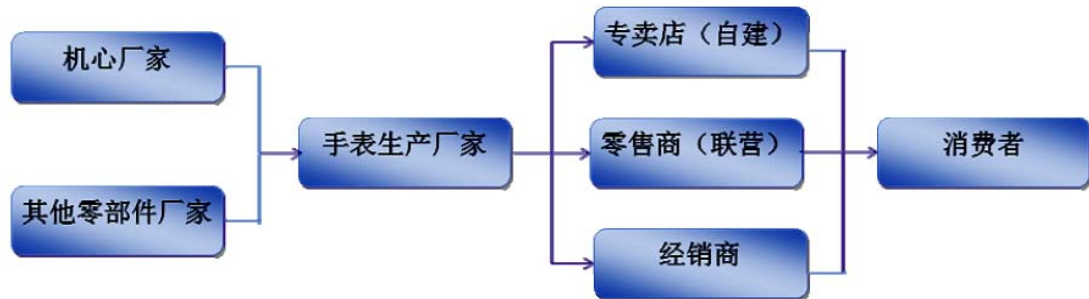 机心厂家
其他零部件厂家
手表生产厂家
专卖店（自建）
零售商（联营）
经销商
消费者